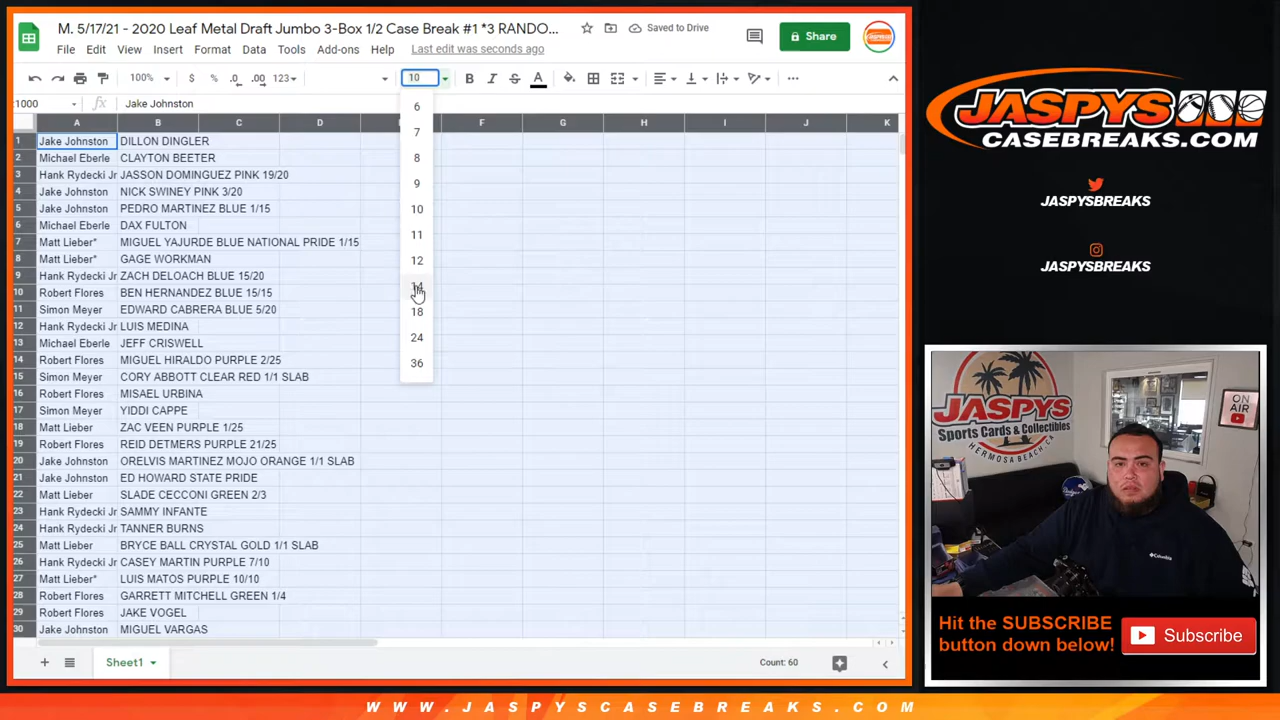 M. 5/17/21 - 2020 Leaf Metal Draft Jumbo 3-Box 1/2 Case Break #1 *3 RANDO...
Saved to Drive
Share
File Edit View Insert Format Data Tools Add-ons Help Last edit was seconds ago
100% $ % .0 .00 123 10 B I S A
:1000 fx Jake Johnston
A B C D F G H I J K
1 Jake Johnston DILLON DINGLER
2 Michael Eberle CLAYTON BEETER
3 Hank Rydecki Jr JASSON DOMINGUEZ PINK 19/20
4 Jake Johnston NICK SWINEY PINK 3/20
5 Jake Johnston PEDRO MARTINEZ BLUE 1/15
6 Michael Eberle DAX FULTON
7 Matt Lieber* MIGUEL YAJURDE BLUE NATIONAL PRIDE 1/15
8 Matt Lieber* GAGE WORKMAN
9 Hank Rydecki Jr ZACH DELOACH BLUE 15/20
10 Robert Flores BEN HERNANDEZ BLUE 15/15
11 Simon Meyer EDWARD CABRERA BLUE 5/20
12 Hank Rydecki Jr LUIS MEDINA
13 Michael Eberle JEFF CRISWELL
14 Robert Flores MIGUEL HIRALDO PURPLE 2/25
15 Simon Meyer CORY ABBOTT CLEAR RED 1/1 SLAB
16 Robert Flores MISAEL URBINA
17 Simon Meyer YIDDI CAPPE
18 Matt Lieber ZAC VEEN PURPLE 1/25
19 Robert Flores REID DETMERS PURPLE 21/25
20 Jake Johnston ORELVIS MARTINEZ MOJO ORANGE 1/1 SLAB
21 Jake Johnston ED HOWARD STATE PRIDE
22 Matt Lieber SLADE CECCONI GREEN 2/3
23 Hank Rydecki Jr SAMMY INFANTE
24 Hank Rydecki Jr TANNER BURNS
25 Matt Lieber BRYCE BALL CRYSTAL GOLD 1/1 SLAB
26 Hank Rydecki Jr CASEY MARTIN PURPLE 7/10
27 Matt Lieber* LUIS MATOS PURPLE 10/10
28 Robert Flores GARRETT MITCHELL GREEN 1/4
29 Robert Flores JAKE VOGEL
30 Jake Johnston MIGUEL VARGAS
6
7
8
9
10
11
12
14
18
24
36
Sheet1
Count: 60
JASPYS
CASEBREAKS.COM
JASPYSBREAKS
JASPYSBREAKS
JASPYS
Sports Cards & Collectibles
HERMOSA BEACH, CA
ON AIR
Hit the SUBSCRIBE
button down below!
Subscribe
WWW.JASPYSCASEBREAKS.COM